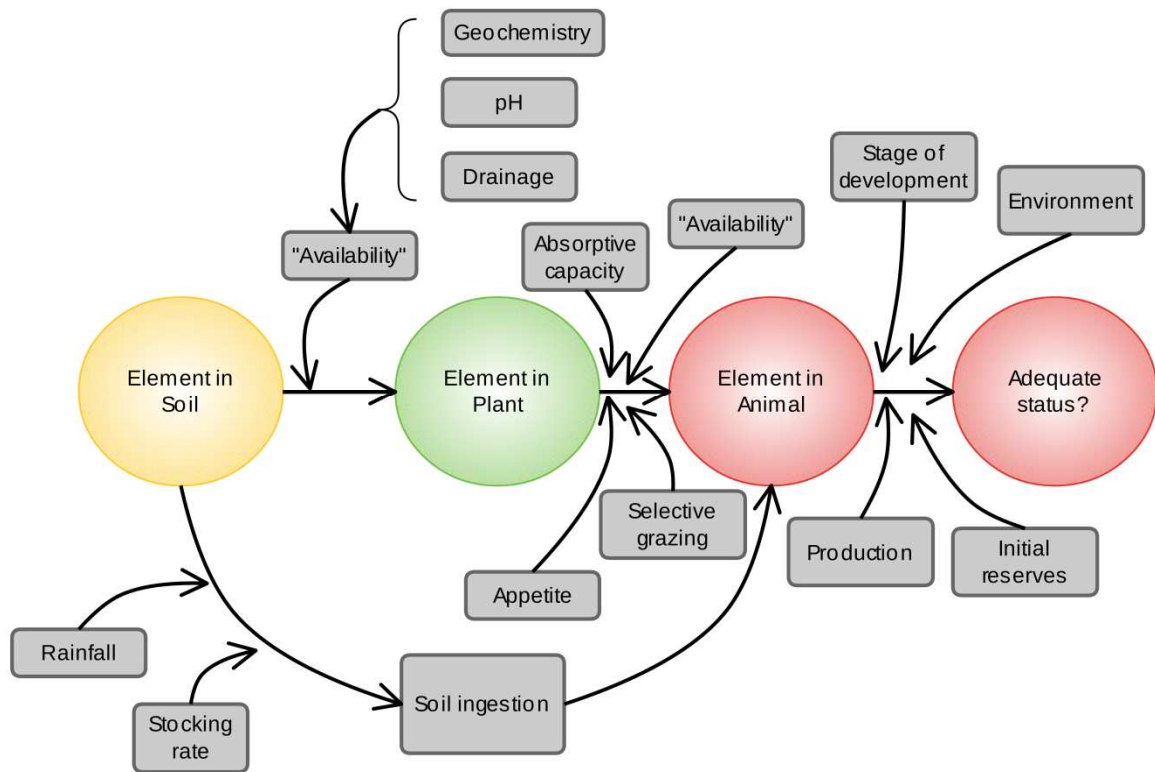 Geochemistry
pH
Drainage
"Availability"
Absorptive
capacity
"Availability"
Stage of
development
Environment
Element in
Soil
Element in
Plant
Element in
Animal
Adequate
status?
Selective
grazing
Appetite
Production
Initial
reserves
Rainfall
Stocking
rate
Soil ingestion